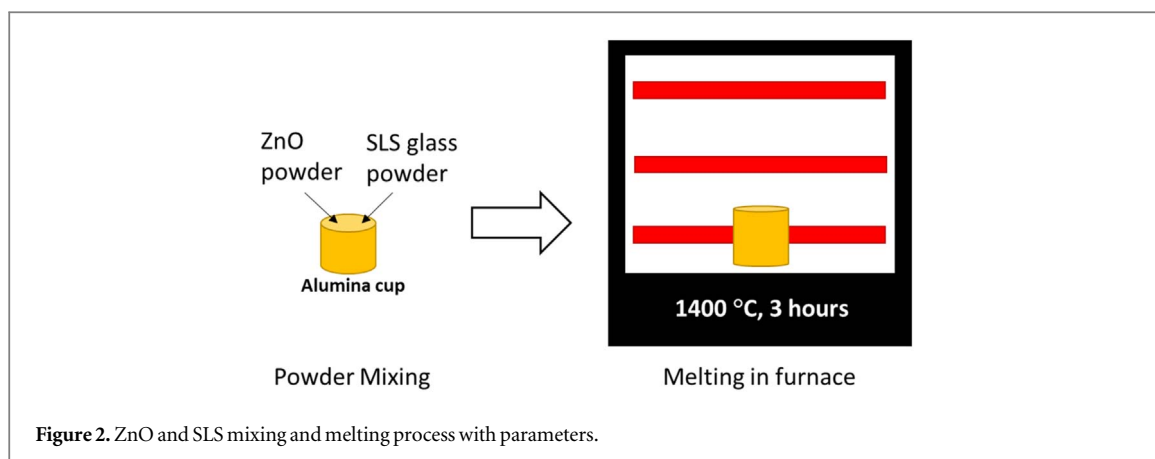 ZnO
powder
SLS glass
powder
Alumina cup
1400 °C, 3 hours
Powder Mixing
Melting in furnace
Figure 2. ZnO and SLS mixing and melting process with parameters.